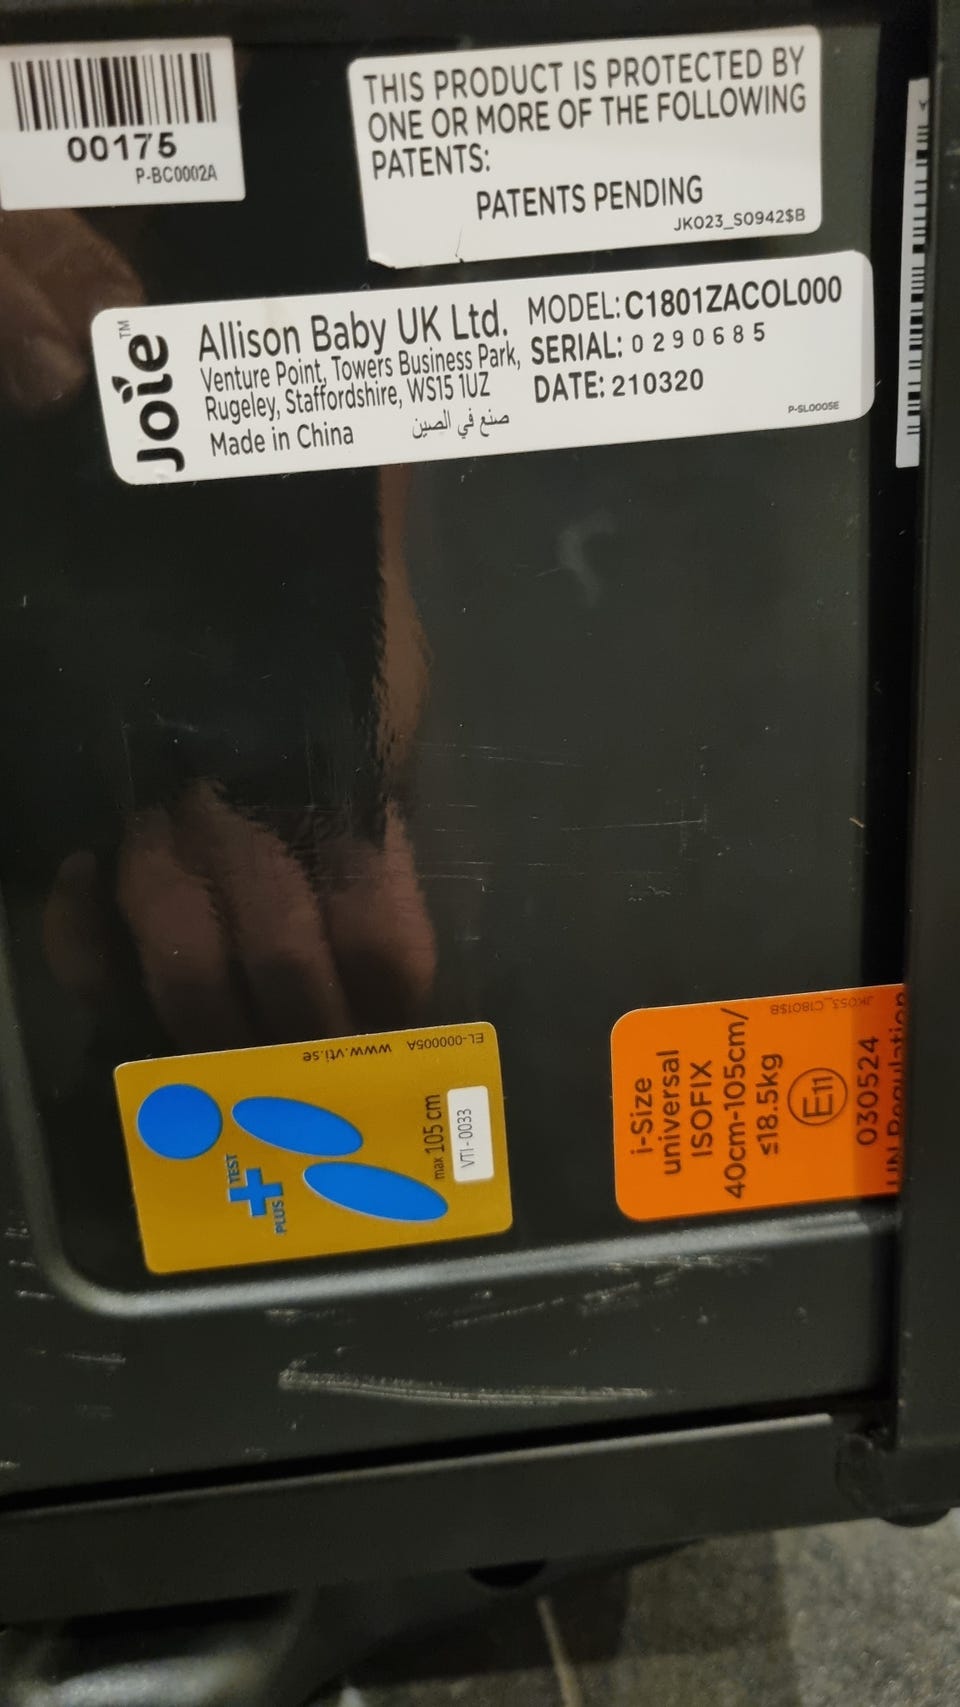 00175
P-BC0002A
THIS PRODUCT IS PROTECTED BY
ONE OR MORE OF THE FOLLOWING
PATENTS:
PATENTS PENDING
JK023_S0942$B
Joie™
Allison Baby UK Ltd.
Venture Point, Towers Business Park,
Rugeley, Staffordshire, WS15 1UZ
Made in China صنع في الصين
MODEL: C1801ZACOL000
SERIAL: 0290685
DATE: 210320
P-SL0005E
PLUS TEST
max 105 cm
VTI-0033
www.vti.se EL-000005A
i-Size
universal
ISOFIX
40cm-105cm/
≤18.5kg
E11
030524
UN Regulation
JK053_C1801$B